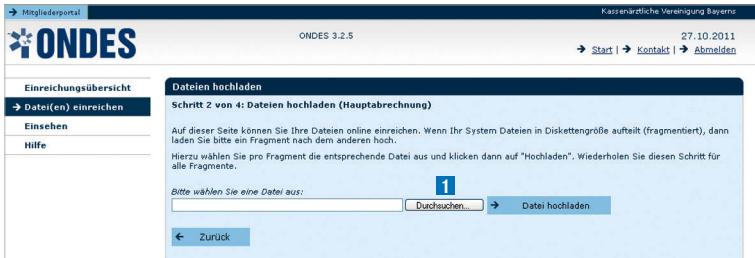 → Mitgliederportal
Kassenärztliche Vereinigung Bayerns
ONDES
ONDES 3.2.5
27.10.2011
→ Start | → Kontakt | → Abmelden
Einreichungsübersicht
→ Datei(en) einreichen
Einsehen
Hilfe
Dateien hochladen
Schritt 2 von 4: Dateien hochladen (Hauptabrechnung)
Auf dieser Seite können Sie Ihre Dateien online einreichen. Wenn Ihr System Dateien in Diskettengröße aufteilt (fragmentiert), dann
laden Sie bitte ein Fragment nach dem anderen hoch.
Hierzu wählen Sie pro Fragment die entsprechende Datei aus und klicken dann auf "Hochladen". Wiederholen Sie diesen Schritt für
alle Fragmente.
1
Bitte wählen Sie eine Datei aus:
Durchsuchen... → Datei hochladen
← Zurück